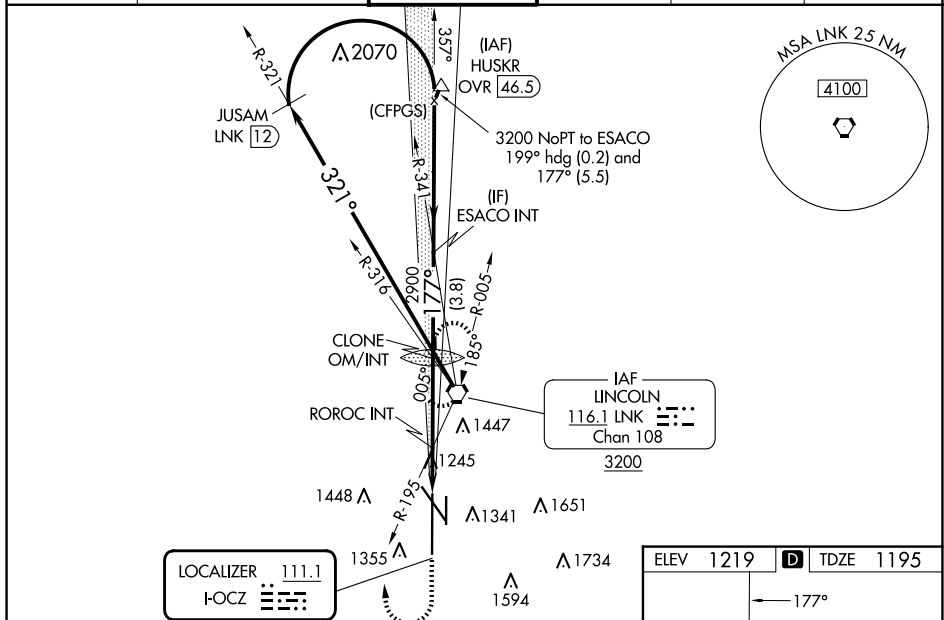 2070
R-321
JUSAM
LNK 12
357°
(IAF)
HUSKR
OVR 46.5
(CFPGS)
3200 NoPT to ESACO
199° hdg (0.2) and
177° (5.5)
MSA LNK 25 NM
4100
321°
R-341
(IF)
ESACO INT
R-316
2900
177°
(3.8)
R-005
185°
CLONE
OM/INT
005°
ROROC INT
IAF
LINCOLN
116.1 LNK
Chan 108
3200
1447
1245
1448
R-195
1341
1651
1355
1734
1594
LOCALIZER 111.1
I-OCZ
ELEV 1219 D TDZE 1195
177°